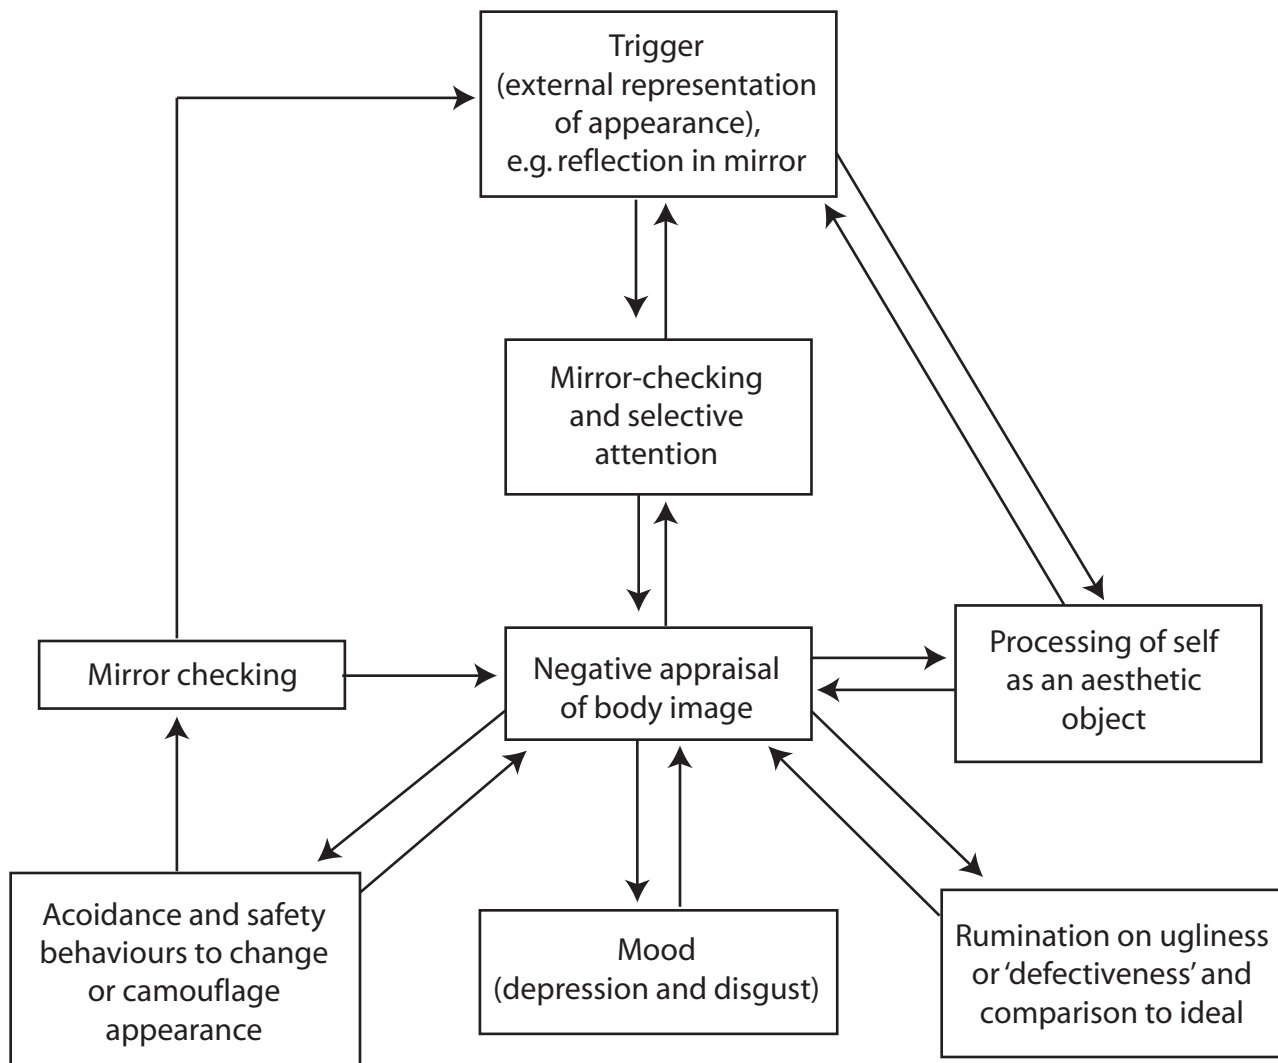 Trigger
(external representation
of appearance),
e.g. reflection in mirror
Mirror-checking
and selective
attention
Mirror checking
Negative appraisal
of body image
Processing of self
as an aesthetic
object
Acoidance and safety
behaviours to change
or camouflage
appearance
Mood
(depression and disgust)
Rumination on ugliness
or ‘defectiveness’ and
comparison to ideal